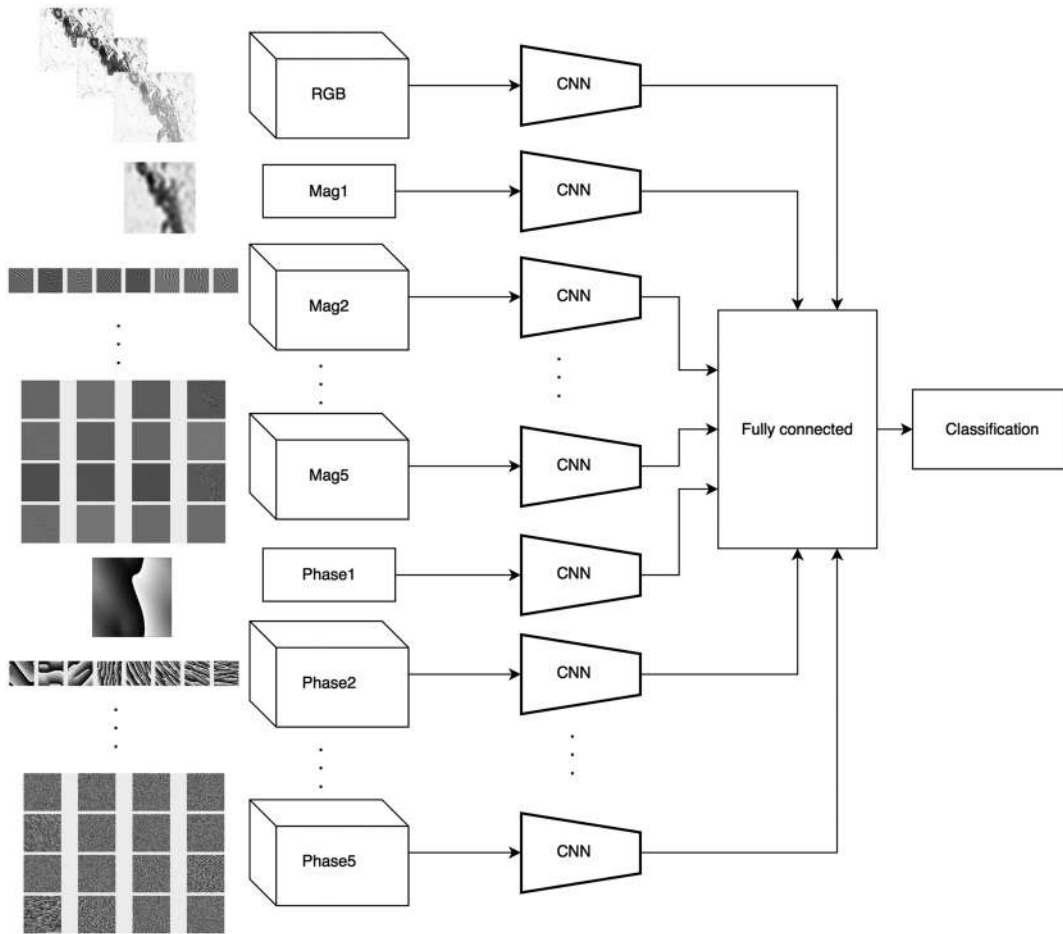 RGB
CNN
Mag1
CNN
Mag2
CNN
Mag5
CNN
Fully connected
Classification
Phase1
CNN
Phase2
CNN
Phase5
CNN